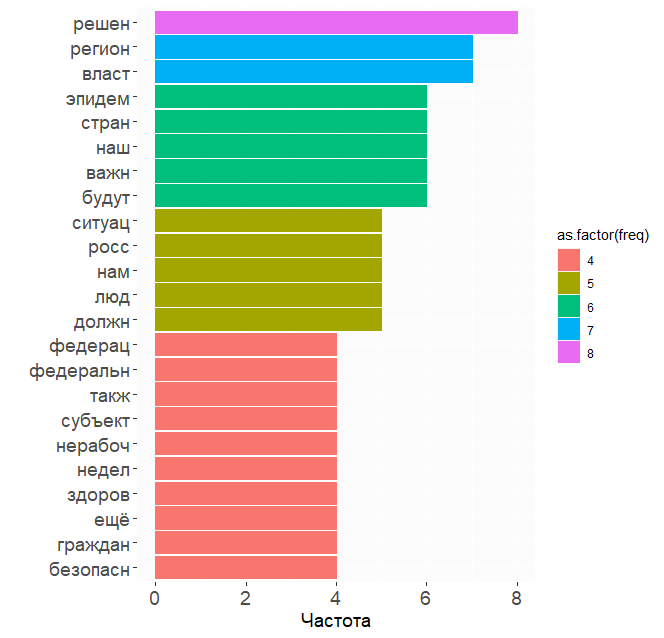 решен
регион
власт
эпидем
стран
наш
важн
будут
ситуац
росс
нам
люд
должн
федерац
федеральн
такж
субъект
нерабоч
недел
здоров
ещё
граждан
безопасн
0 2 4 6 8
Частота
as.factor(freq)
4
5
6
7
8